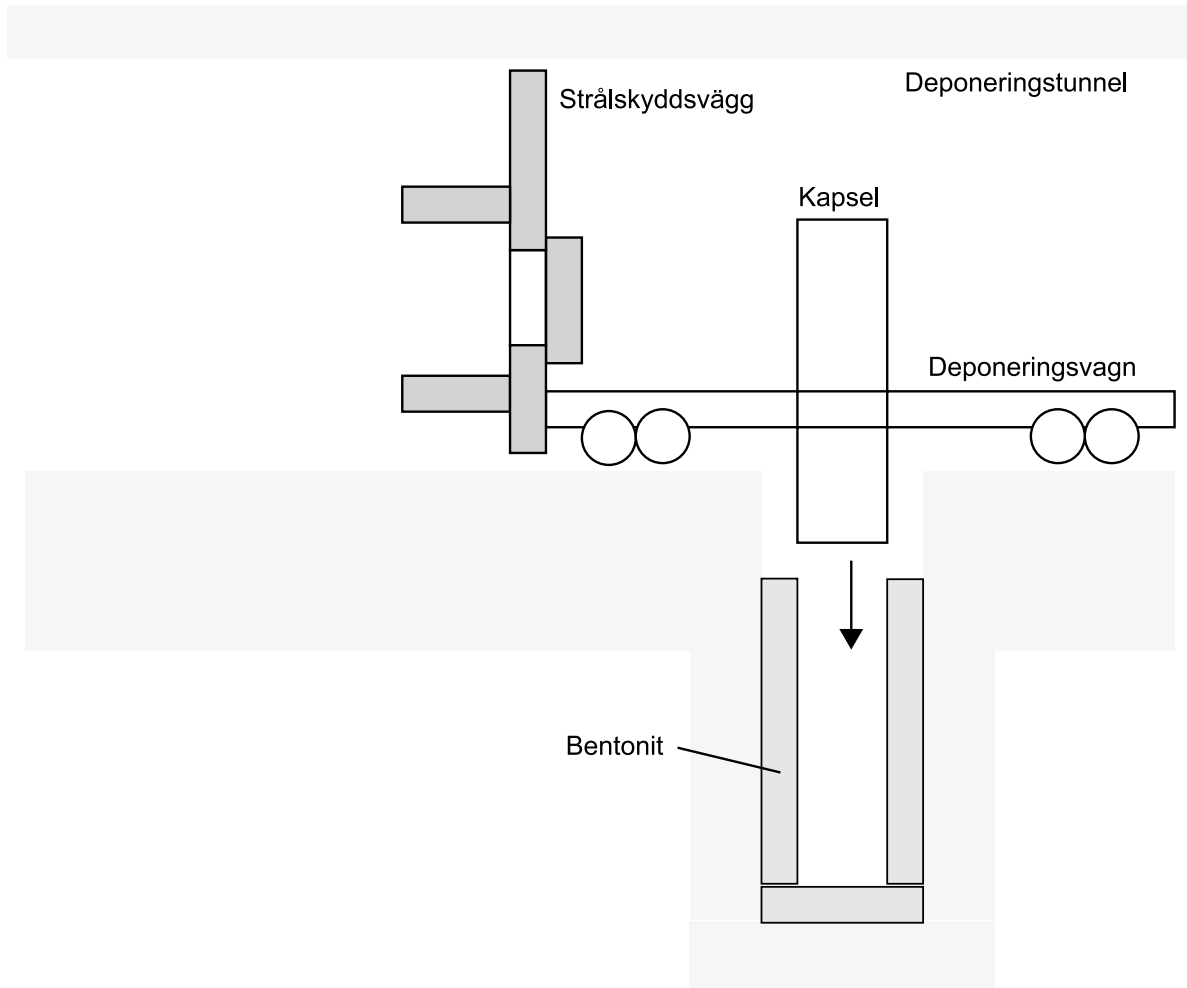 Deponeringstunnel
Strålskyddsvägg
Kapsel
Deponeringsvagn
Bentonit